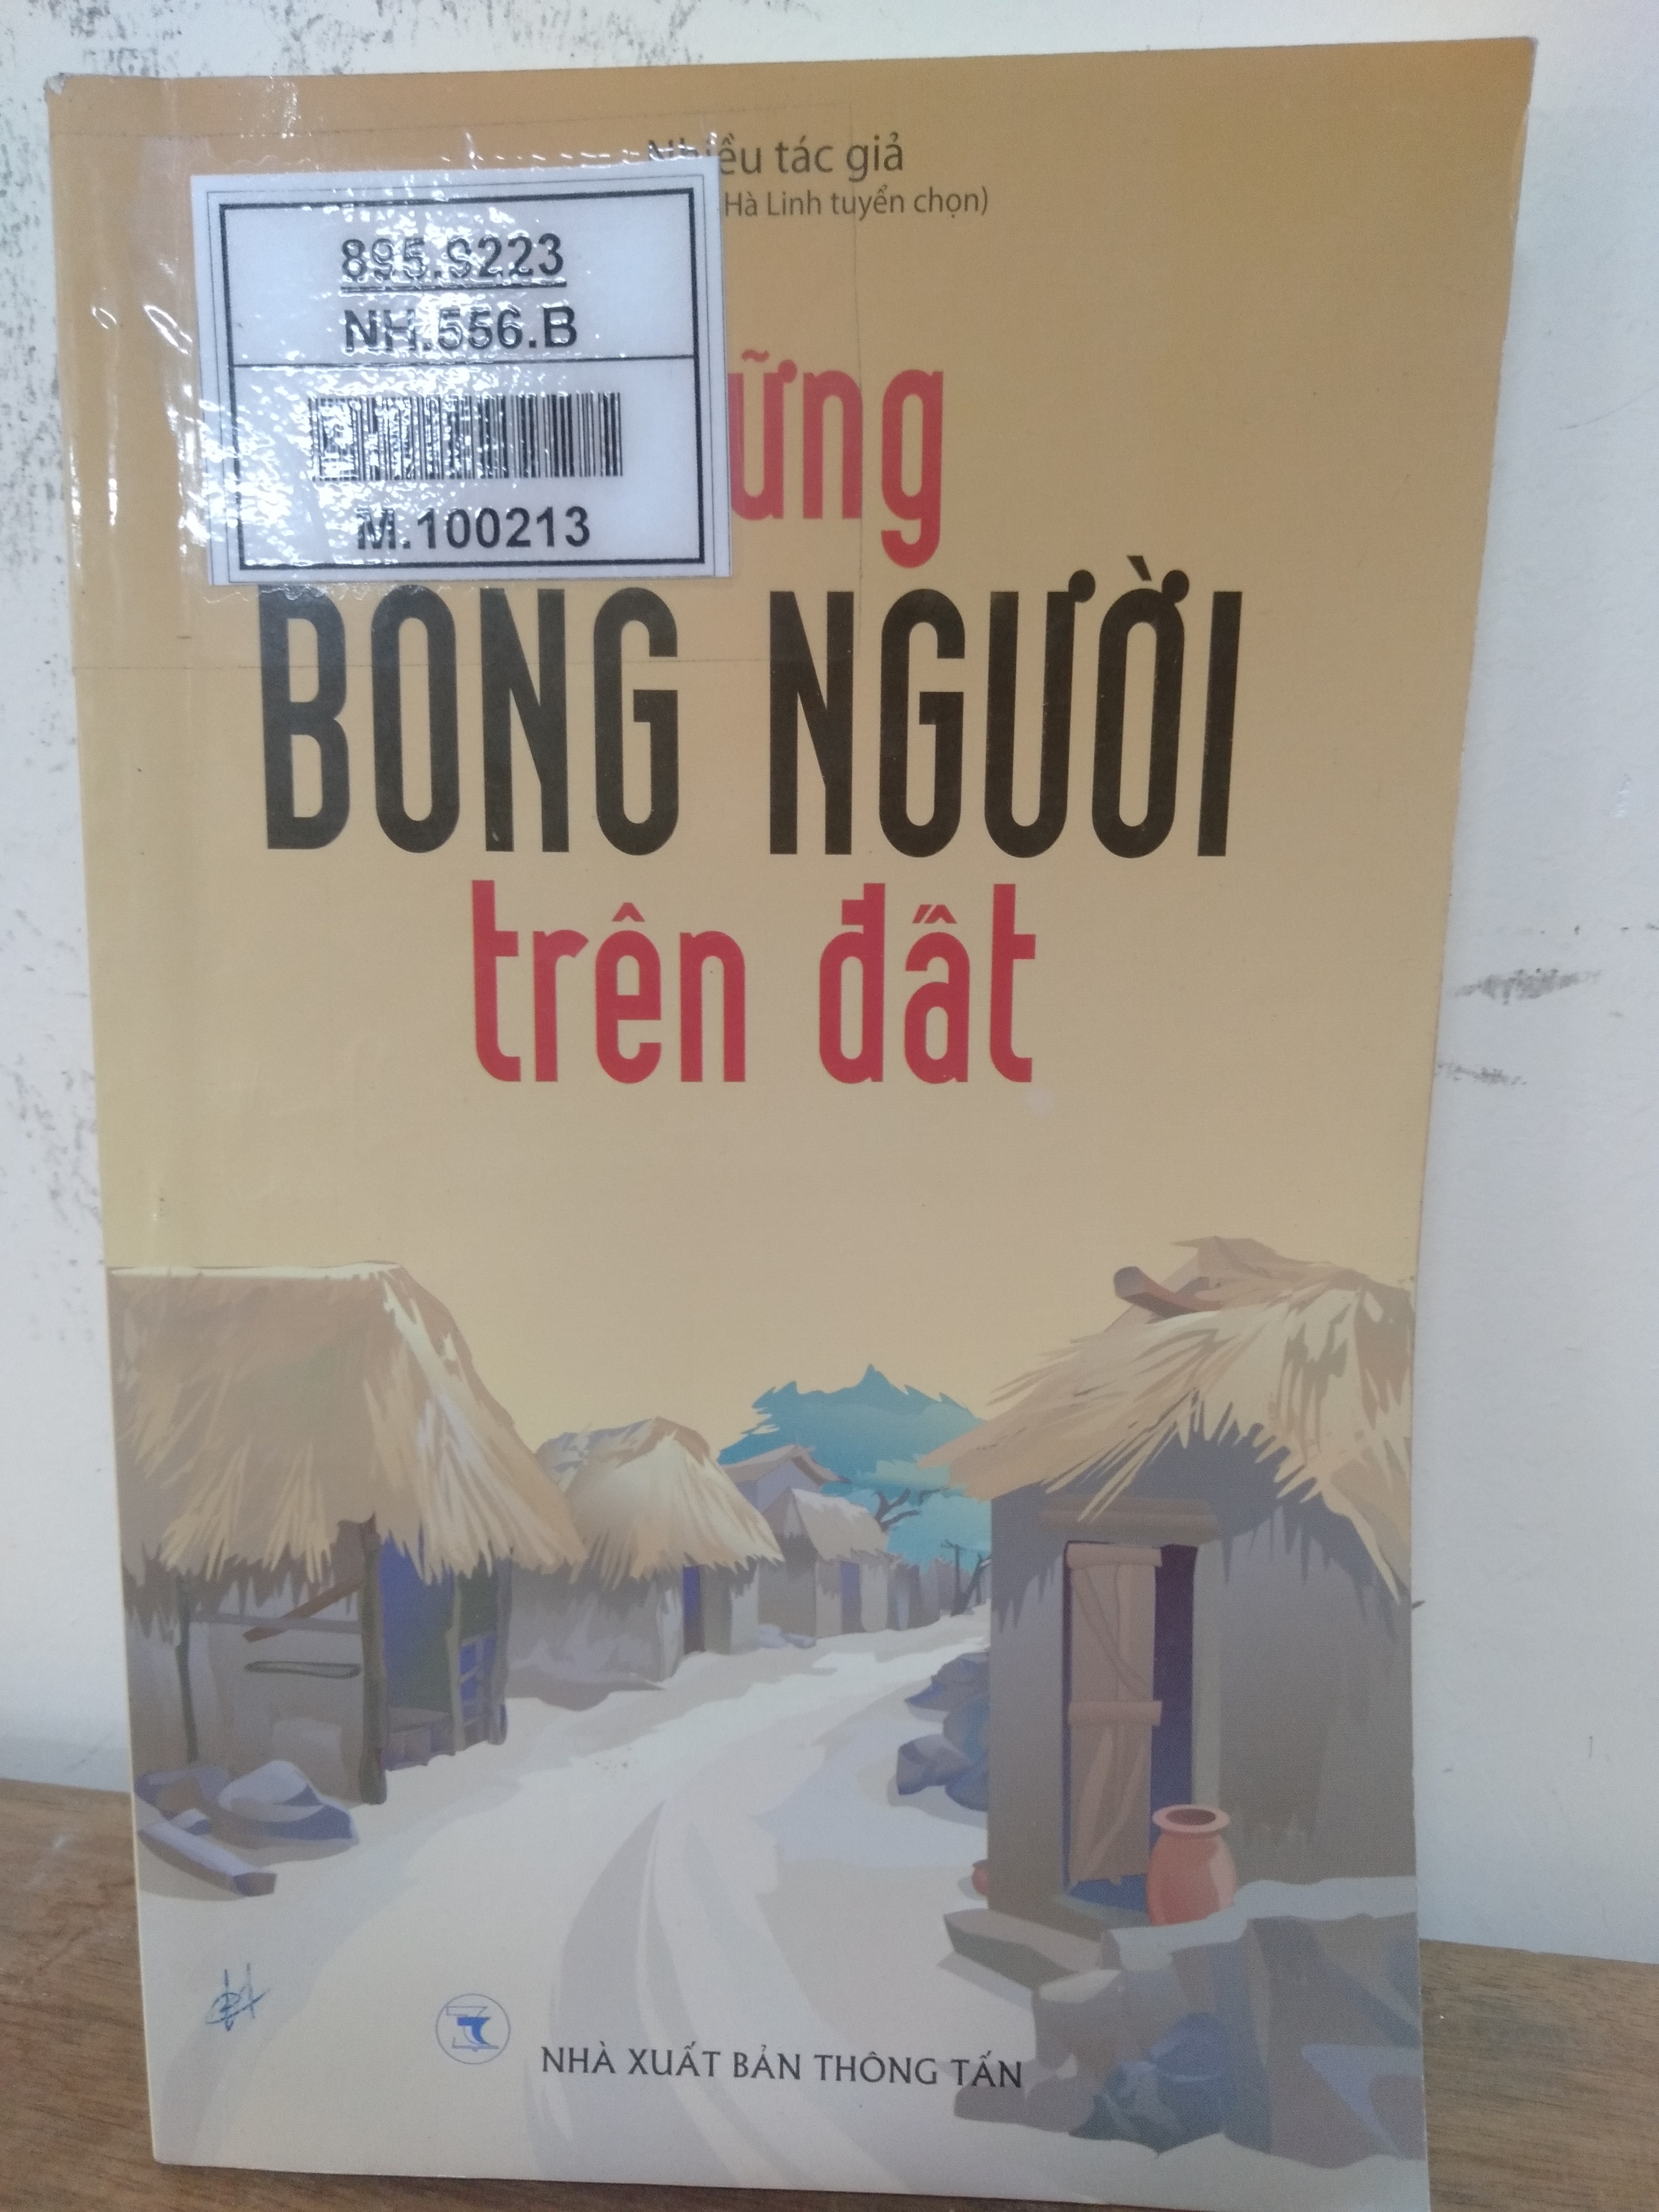 Nhiều tác giả
Hà Linh tuyển chọn)
895.9223
NH.556.B
M.100213
ững
BONG NGƯỜI
trên đất
NHÀ XUẤT BẢN THÔNG TẤN